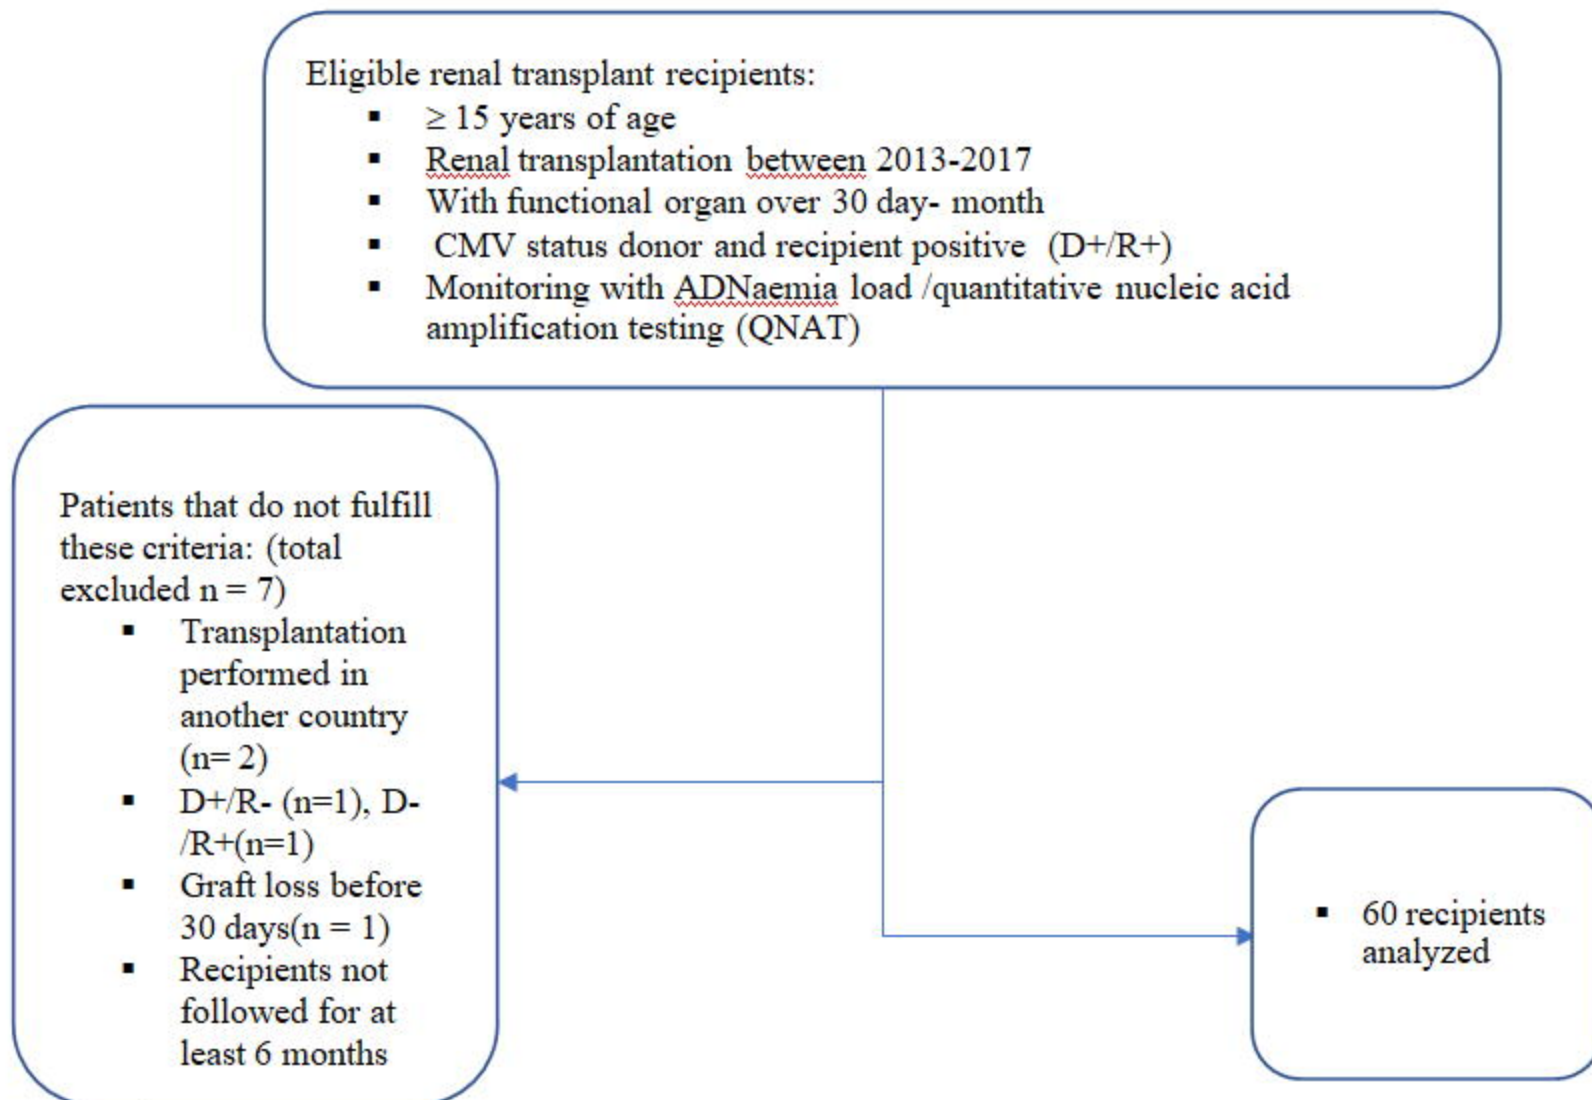 Eligible renal transplant recipients:
▪ ≥ 15 years of age
▪ Renal transplantation between 2013-2017
▪ With functional organ over 30 day- month
▪ CMV status donor and recipient positive (D+/R+)
▪ Monitoring with ADNaemia load /quantitative nucleic acid
amplification testing (QNAT)
Patients that do not fulfill
these criteria: (total
excluded n = 7)
▪ Transplantation
performed in
another country
(n= 2)
▪ D+/R- (n=1), D-
/R+(n=1)
▪ Graft loss before
30 days(n = 1)
▪ Recipients not
followed for at
least 6 months
▪ 60 recipients
analyzed